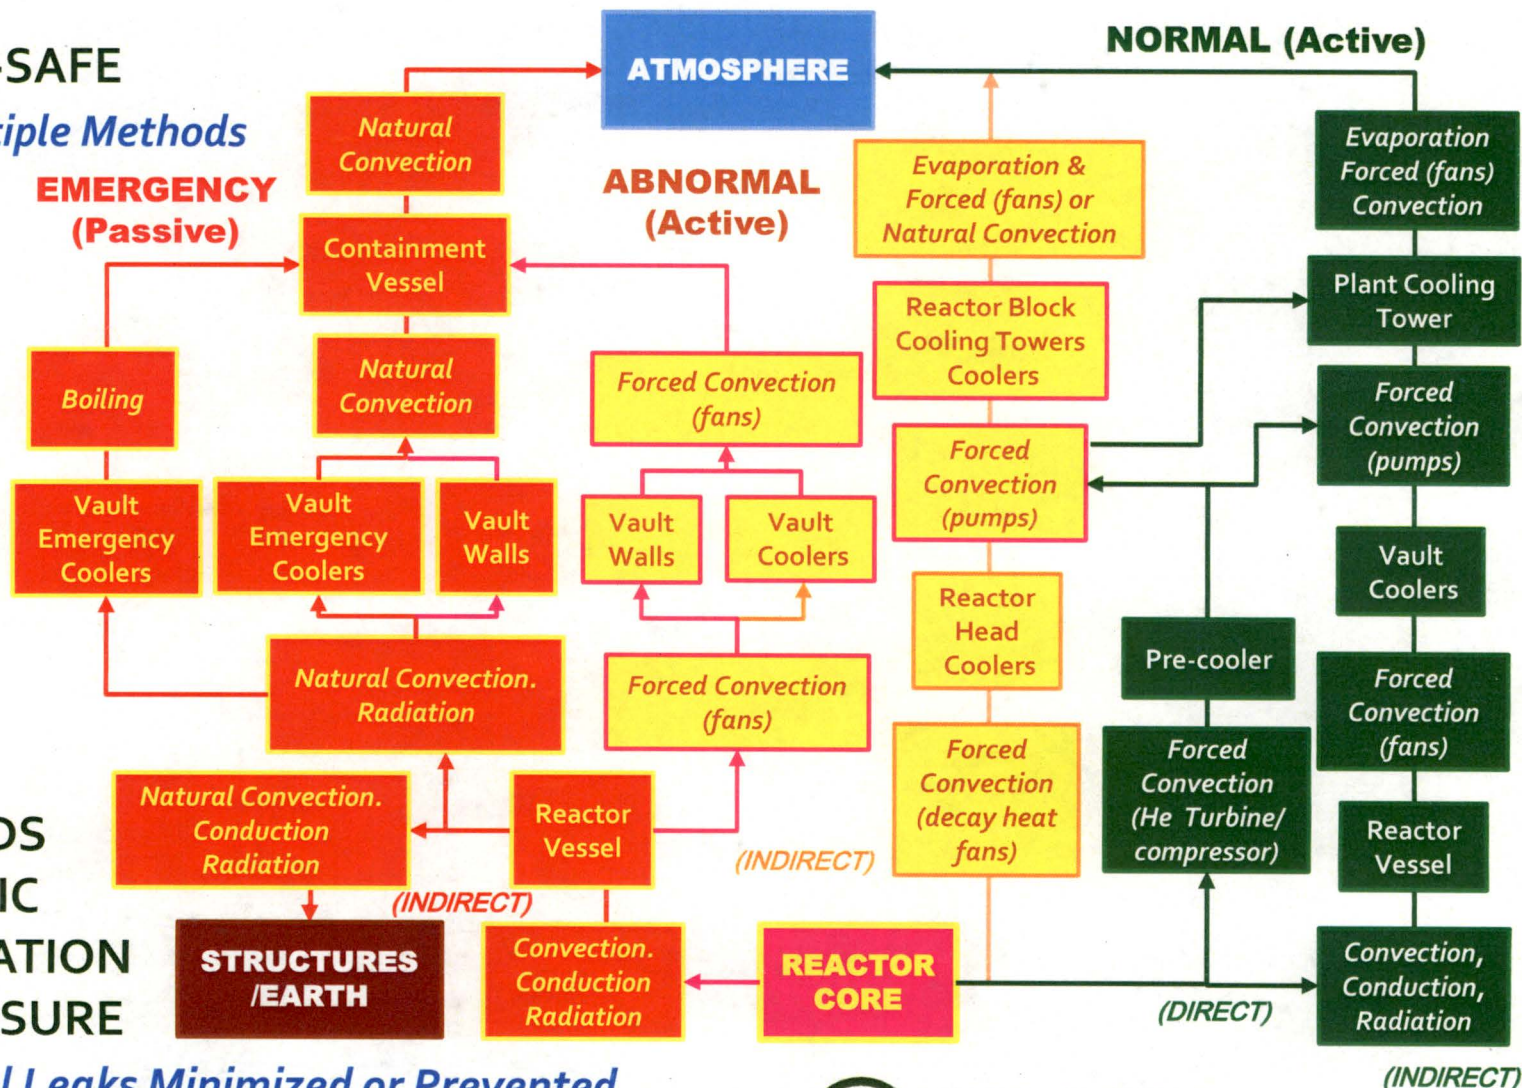 -SAFE
tiple Methods
EMERGENCY
(Passive)
Natural
Convection
ATMOSPHERE
NORMAL (Active)
ABNORMAL
(Active)
Evaporation &
Forced (fans) or
Natural Convection
Evaporation
Forced (fans)
Convection
Containment
Vessel
Reactor Block
Cooling Towers
Coolers
Plant Cooling
Tower
Boiling
Natural
Convection
Forced Convection
(fans)
Forced
Convection
(pumps)
Forced
Convection
(pumps)
Vault
Emergency
Coolers
Vault
Emergency
Coolers
Vault
Walls
Vault
Walls
Vault
Coolers
Vault
Coolers
Reactor
Head
Coolers
Pre-cooler
Natural Convection.
Radiation
Forced Convection
(fans)
Forced
Convection
(fans)
Natural Convection.
Conduction
Radiation
Reactor
Vessel
Forced
Convection
(decay heat
fans)
Forced
Convection
(He Turbine/
compressor)
Reactor
Vessel
(INDIRECT)
(INDIRECT)
DS
IC
ATION
SURE
STRUCTURES
/EARTH
Convection.
Conduction
Radiation
REACTOR
CORE
(DIRECT)
Convection,
Conduction,
Radiation
(INDIRECT)
l Leaks Minimized or Prevented